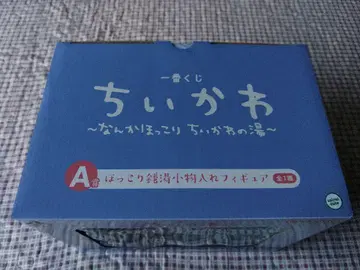 一番くじ
ちいかわ
〜なんかほっこり ちいかわの湯〜
A賞 ほっこり銭湯小物入れフィギュア 全1種